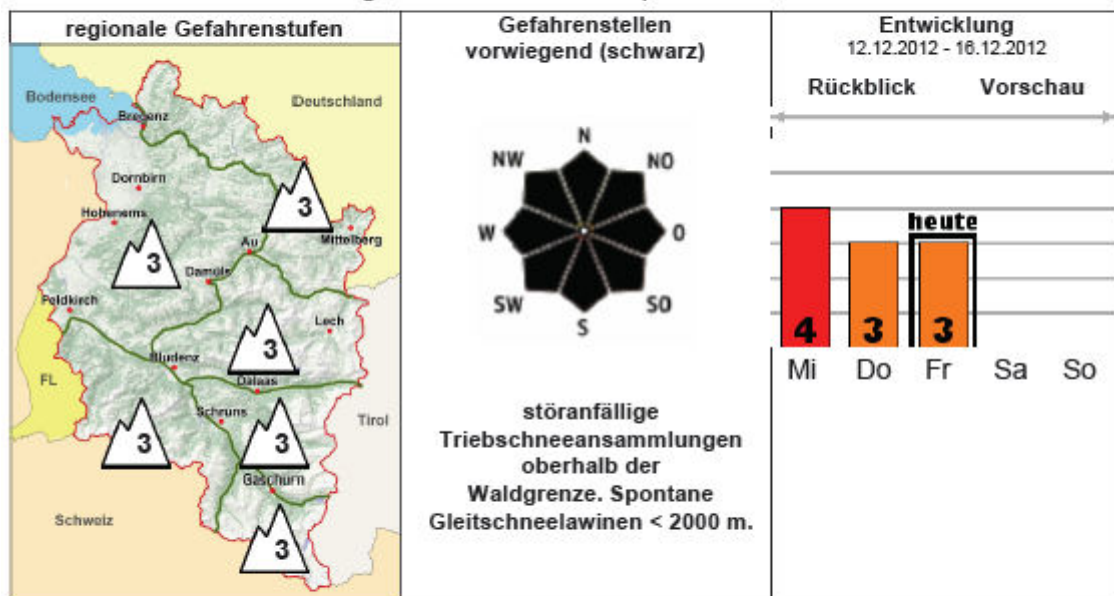 regionale Gefahrenstufen
Bodensee
Deutschland
Bregenz
Dornbirn
3
Hohenems
Mittelberg
Au
3
Damüls
Feldkirch
Lech
3
Bludenz
FL
Dalaas
Tirol
Schruns
3
3
Gaschurn
Schweiz
3
Gefahrenstellen
vorwiegend (schwarz)
N
NW
NO
W
O
SW
SO
S
störanfällige
Triebschneeansammlungen
oberhalb der
Waldgrenze. Spontane
Gleitschneelawinen < 2000 m.
Entwicklung
12.12.2012 - 16.12.2012
Rückblick Vorschau
heute
4 3 3
Mi Do Fr Sa So